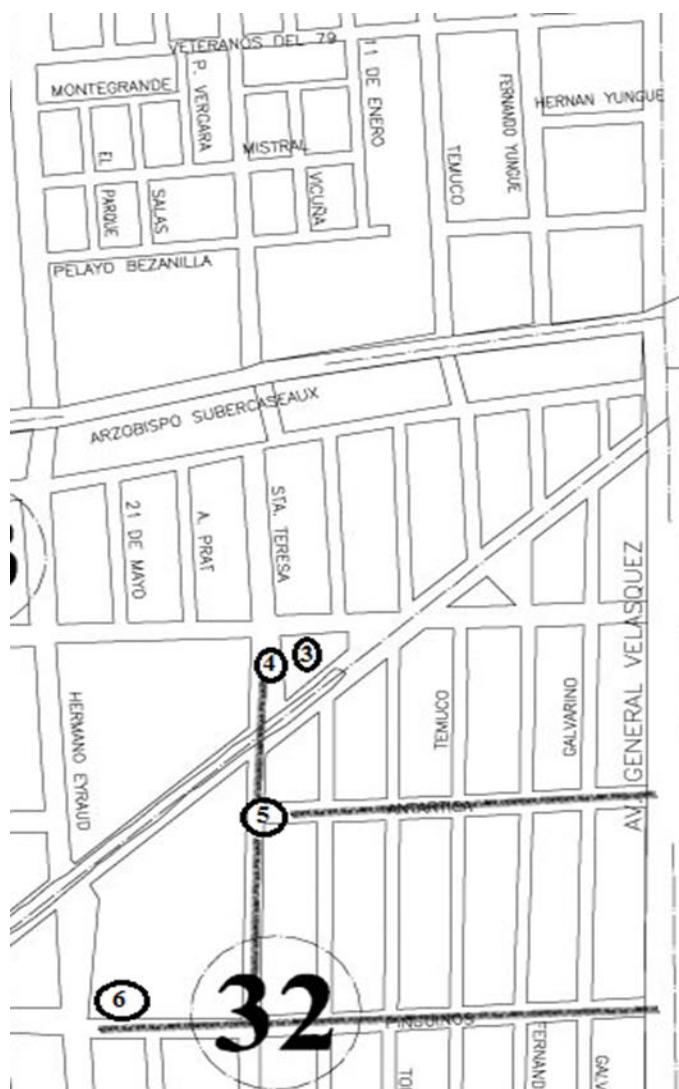 VETERANOS DEL 79
MONTEGRANDE
P. VERGARA
11 DE ENERO
FERNANDO YUNGUE
HERNAN YUNGUE
EL
PARQUE
SALAS
MISTRAL
VICUÑA
TEMUCO
PELAYO BEZANILLA
ARZOBISPO SUBERCASEAUX
21 DE MAYO
A. PRAT
STA. TERESA
AV. GENERAL VELASQUEZ
4
3
HERMANO EYRAUD
TEMUCO
GALVARINO
5
ANTARTICA
6
32
PINGUINOS
FERNAND
GAL